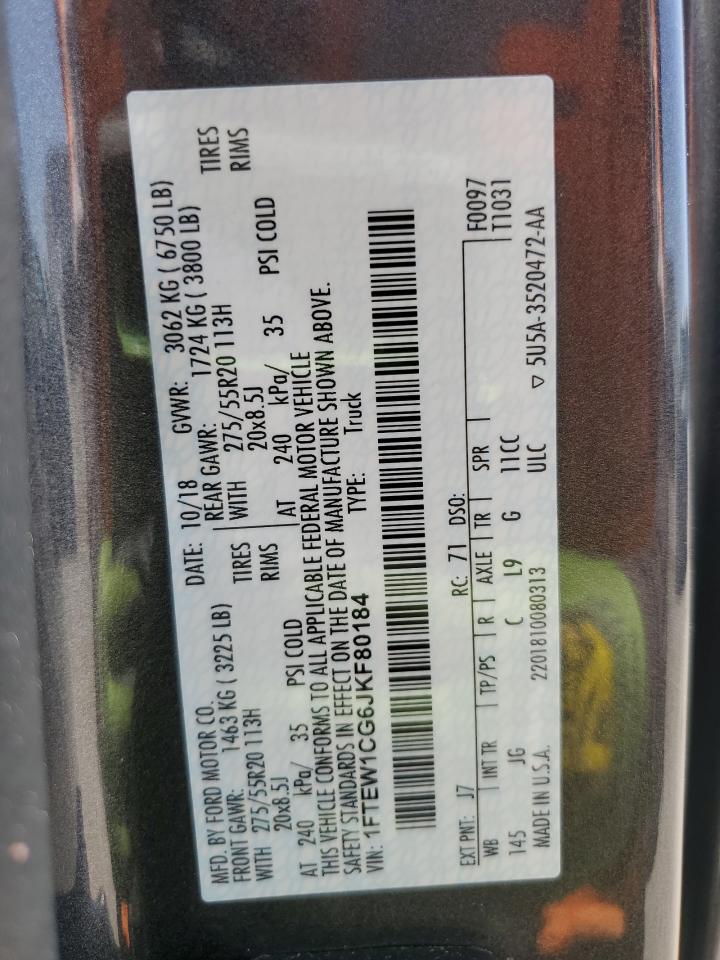 MFD. BY FORD MOTOR CO. DATE: 10/18 GVWR: 3062 KG ( 6750 LB)
FRONT GAWR: 1463 KG ( 3225 LB) REAR GAWR: 1724 KG ( 3800 LB)
WITH 275/55R20 113H TIRES WITH 275/55R20 113H TIRES
20x8.5J RIMS 20x8.5J RIMS
AT 240 kPa/ 35 PSI COLD AT 240 kPa/ 35 PSI COLD
THIS VEHICLE CONFORMS TO ALL APPLICABLE FEDERAL MOTOR VEHICLE
SAFETY STANDARDS IN EFFECT ON THE DATE OF MANUFACTURE SHOWN ABOVE.
VIN: 1FTEW1CG6JKF80184 TYPE: Truck
EXT PNT: J7 RC: 71 DSO: F0097
WB INT TR TP/PS R AXLE TR SPR T1031
145 JG C L9 G 11CC
MADE IN U.S.A. 2201810080313 ULC ▽ 5U5A-3520472-AA